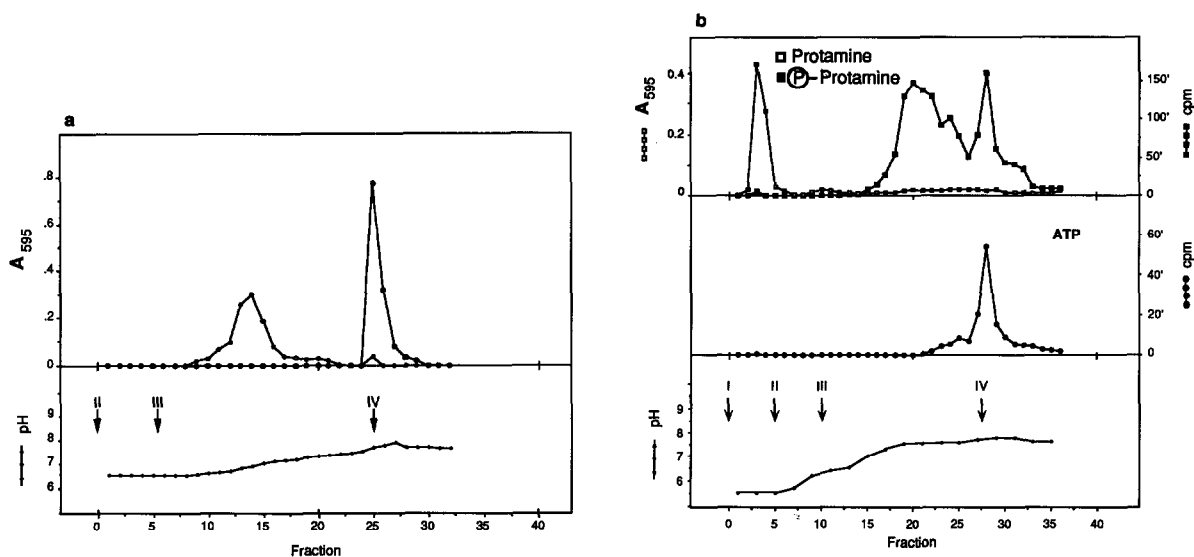 a
A 595
.8
.6
.4
.2
0
II III IV
pH
9
8
7
6
0 5 10 15 20 25 30 35 40
Fraction
b
Protamine
P - Protamine
A 595
0.4
0.2
0
150'
100'
50'
0
cpm
ATP
60'
40'
20'
0
cpm
I II III IV
pH
9
8
7
6
0 5 10 15 20 25 30 35 40
Fraction